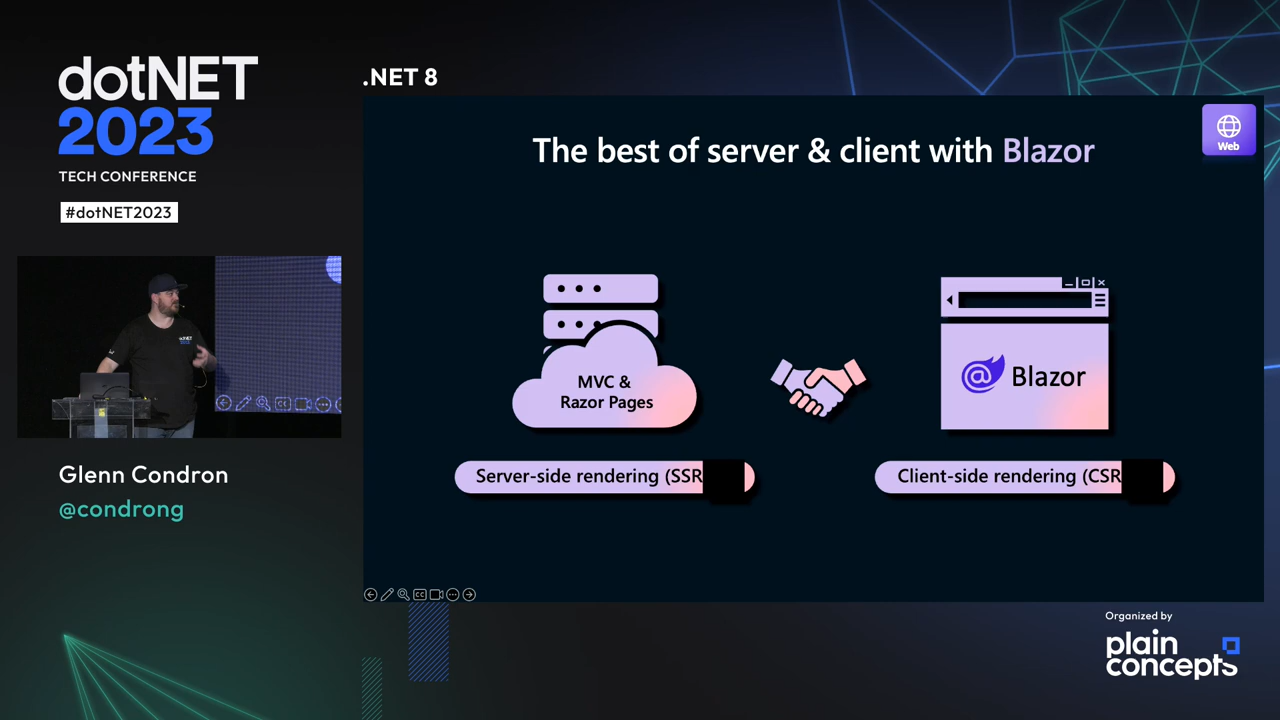 dotNET
2023
TECH CONFERENCE
#dotNET2023
Glenn Condron
@condrong
.NET 8
The best of server & client with Blazor
Web
MVC &
Razor Pages
@ Blazor
Server-side rendering (SSR
Client-side rendering (CSR
Organized by
plain
concepts